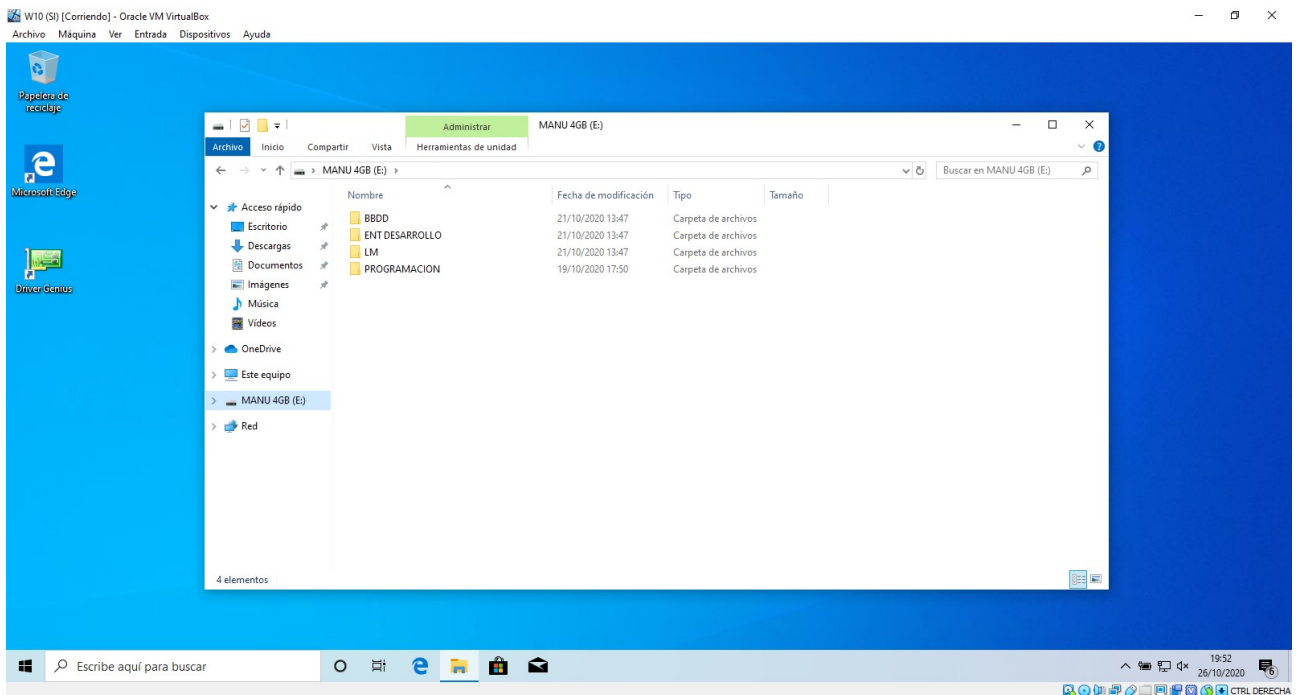 W10 (SI) [Corriendo] - Oracle VM VirtualBox
Archivo Máquina Ver Entrada Dispositivos Ayuda
Papelera de
reciclaje
Microsoft Edge
Driver Genius
Administrar MANU 4GB (E:)
Archivo Inicio Compartir Vista Herramientas de unidad
MANU 4GB (E:) Buscar en MANU 4GB (E:)
Nombre Fecha de modificación Tipo Tamaño
Acceso rápido
Escritorio
Descargas
Documentos
Imágenes
Música
Vídeos
OneDrive
Este equipo
MANU 4GB (E:)
Red
BBDD 21/10/2020 13:47 Carpeta de archivos
ENT DESARROLLO 21/10/2020 13:47 Carpeta de archivos
LM 21/10/2020 13:47 Carpeta de archivos
PROGRAMACION 19/10/2020 17:50 Carpeta de archivos
4 elementos
Escribe aquí para buscar
19:52
26/10/2020
6
CTRL DERECHA